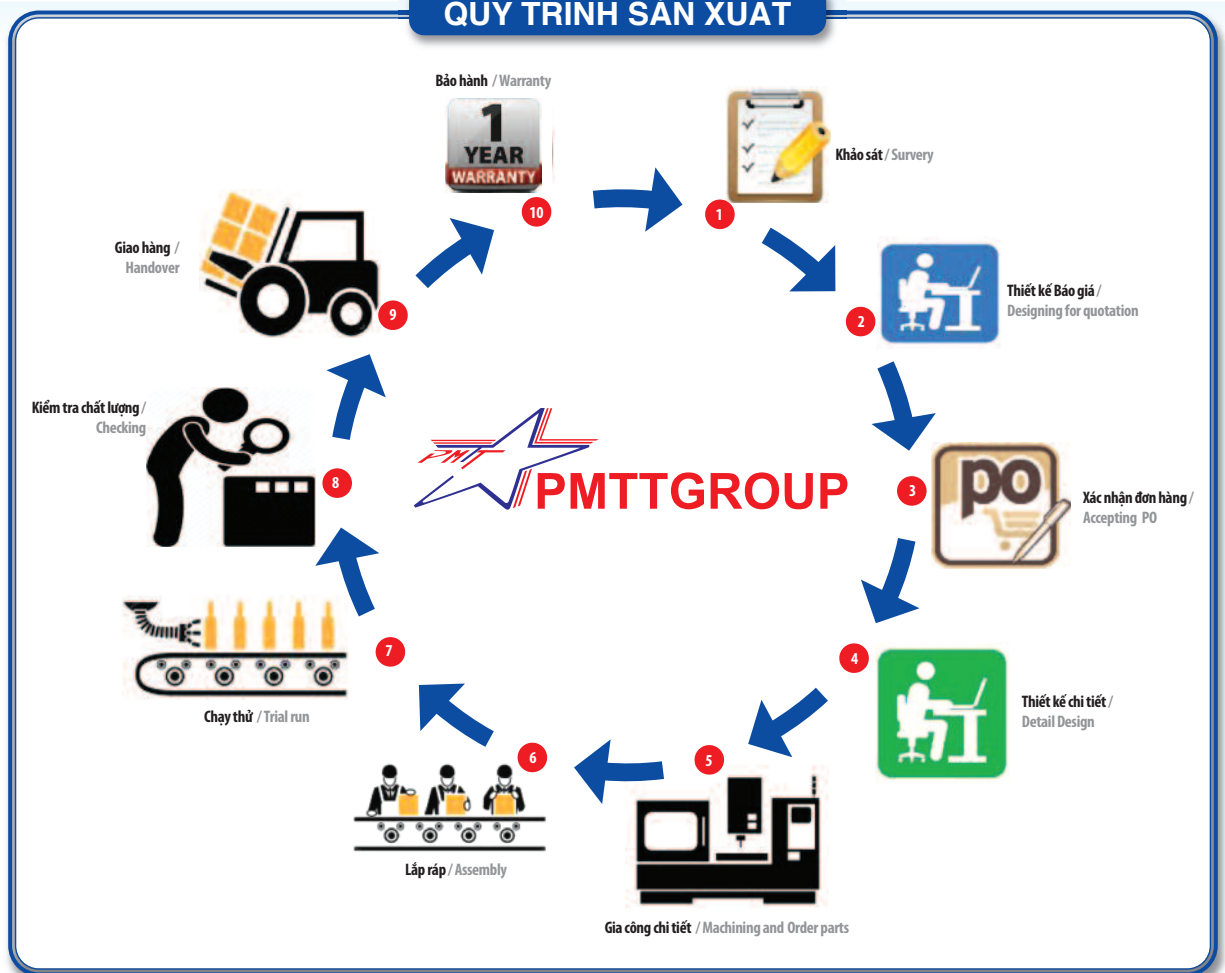 QUY TRÌNH SẢN XUẤT
Bảo hành / Warranty
1
YEAR
WARRANTY
10
1
Khảo sát / Survery
2
Thiết kế Báo giá /
Designing for quotation
3
po
Xác nhận đơn hàng /
Accepting PO
4
Thiết kế chi tiết /
Detail Design
5
Gia công chi tiết / Machining and Order parts
6
Lắp ráp / Assembly
7
Chạy thử / Trial run
8
Kiểm tra chất lượng /
Checking
9
Giao hàng /
Handover
PMT
PMTTGROUP